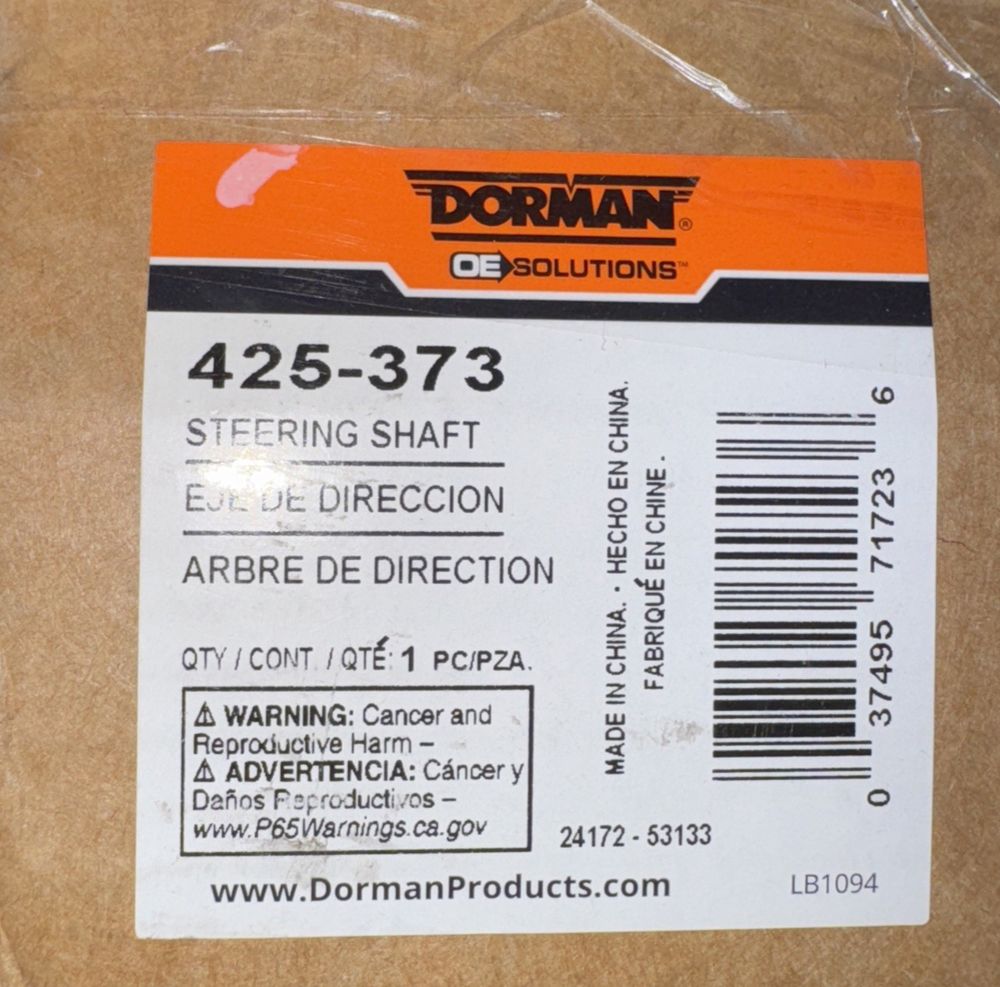 DORMAN®
OE SOLUTIONS™
425-373
STEERING SHAFT
EJE DE DIRECCION
ARBRE DE DIRECTION
QTY / CONT. / QTÉ: 1 PC/PZA.
⚠ WARNING: Cancer and
Reproductive Harm –
⚠ ADVERTENCIA: Cáncer y
Daños Reproductivos –
www.P65Warnings.ca.gov
www.DormanProducts.com
MADE IN CHINA. · HECHO EN CHINA.
FABRIQUÉ EN CHINE.
0 37495 71723 6
24172 - 53133
LB1094